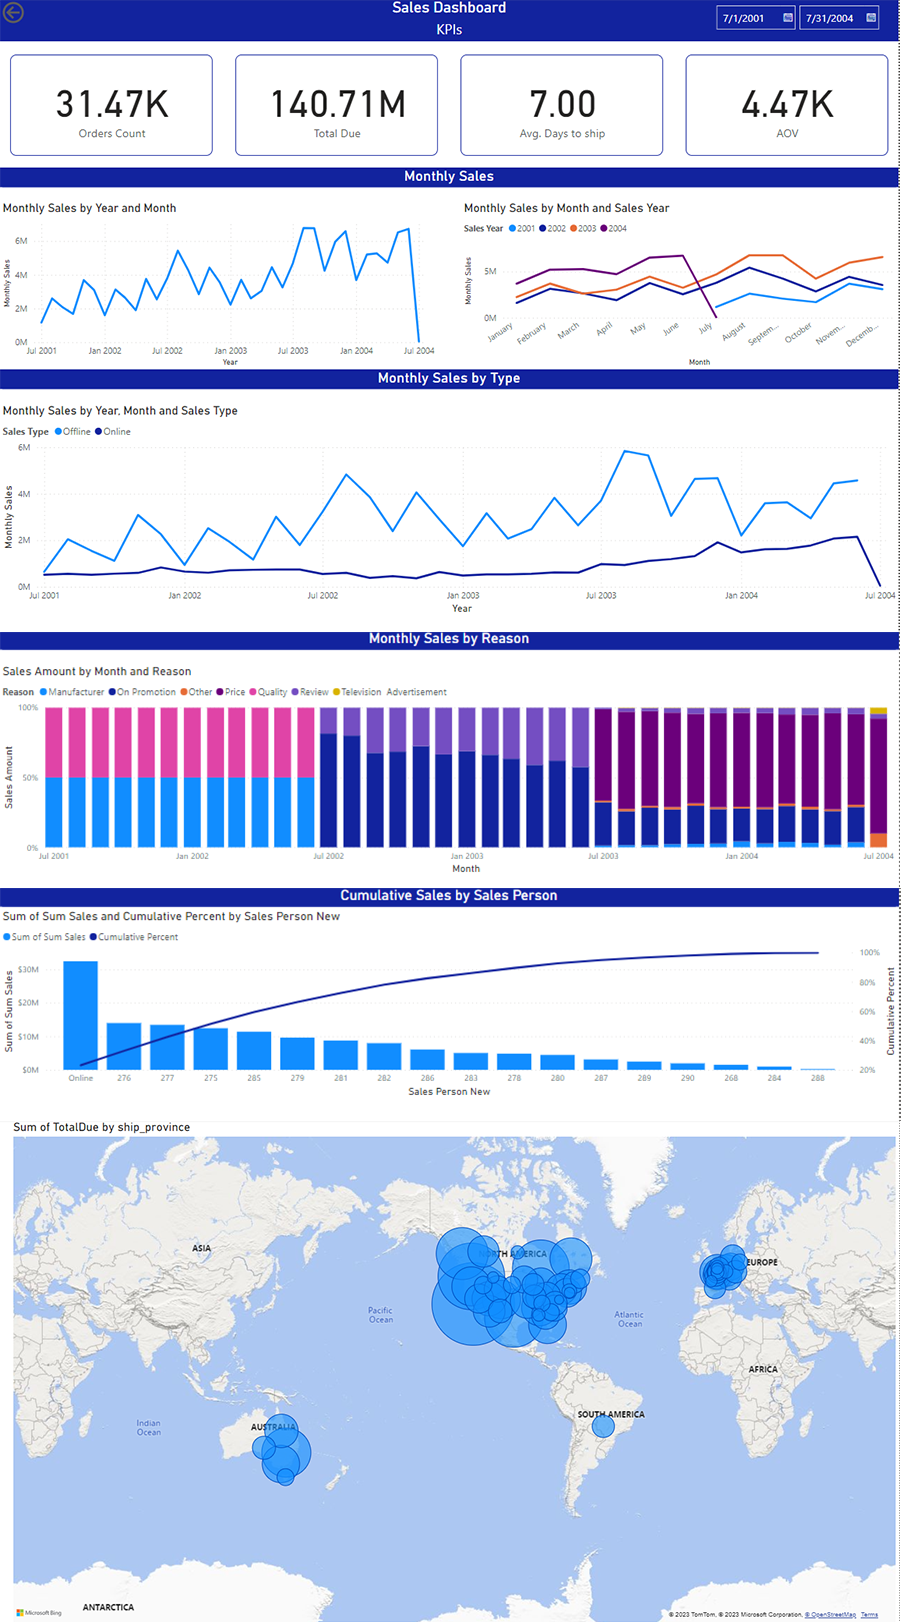 Sales Dashboard
KPIs
7/1/2001
7/31/2004
31.47K
Orders Count
140.71M
Total Due
7.00
Avg. Days to ship
4.47K
AOV
Monthly Sales
Monthly Sales by Year and Month
Monthly Sales
6M
4M
2M
0M
Jul 2001
Jan 2002
Jul 2002
Jan 2003
Jul 2003
Jan 2004
Jul 2004
Year
Monthly Sales by Month and Sales Year
Sales Year 2001 2002 2003 2004
Monthly Sales
5M
0M
January
February
March
April
May
June
July
August
Septem...
October
Novem...
Decemb...
Month
Monthly Sales by Type
Monthly Sales by Year, Month and Sales Type
Sales Type Offline Online
Monthly Sales
6M
4M
2M
0M
Jul 2001
Jan 2002
Jul 2002
Jan 2003
Jul 2003
Jan 2004
Jul 2004
Year
Monthly Sales by Reason
Sales Amount by Month and Reason
Reason Manufacturer On Promotion Other Price Quality Review Television Advertisement
Sales Amount
100%
50%
0%
Jul 2001
Jan 2002
Jul 2002
Jan 2003
Jul 2003
Jan 2004
Jul 2004
Month
Cumulative Sales by Sales Person
Sum of Sum Sales and Cumulative Percent by Sales Person New
Sum of Sum Sales Cumulative Percent
Sum of Sum Sales
$30M
$20M
$10M
$0M
100%
80%
60%
40%
20%
Cumulative Percent
Online 276 277 275 285 279 281 282 286 283 278 280 287 289 290 268 284 288
Sales Person New
Sum of TotalDue by ship_province
ASIA
NORTH AMERICA
EUROPE
Pacific
Ocean
Atlantic
Ocean
AFRICA
SOUTH AMERICA
Indian
Ocean
AUSTRALIA
ANTARCTICA
Microsoft Bing
© 2023 TomTom, © 2023 Microsoft Corporation, © OpenStreetMap Terms